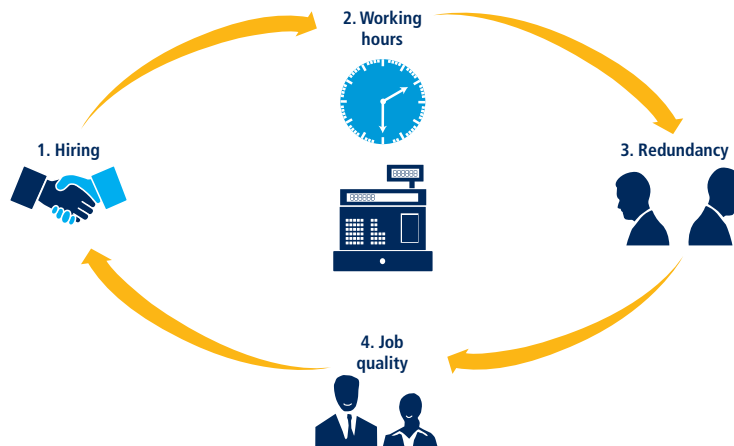 2. Working
hours
1. Hiring
3. Redundancy
4. Job
quality